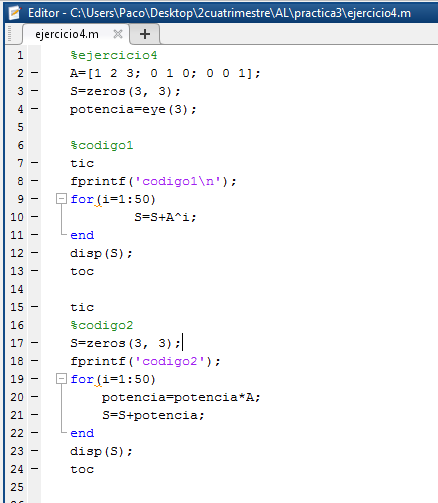 Editor - C:\Users\Paco\Desktop\2cuatrimestre\AL\practica3\ejercicio4.m
ejercicio4.m × +
1 %ejercicio4
2 – A=[1 2 3; 0 1 0; 0 0 1];
3 – S=zeros(3, 3);
4 – potencia=eye(3);
5
6 %codigo1
7 – tic
8 – fprintf('codigo1\n');
9 – for(i=1:50)
10 – S=S+A^i;
11 – end
12 – disp(S);
13 – toc
14
15 – tic
16 %codigo2
17 – S=zeros(3, 3);
18 – fprintf('codigo2');
19 – for(i=1:50)
20 – potencia=potencia*A;
21 – S=S+potencia;
22 – end
23 – disp(S);
24 – toc
25